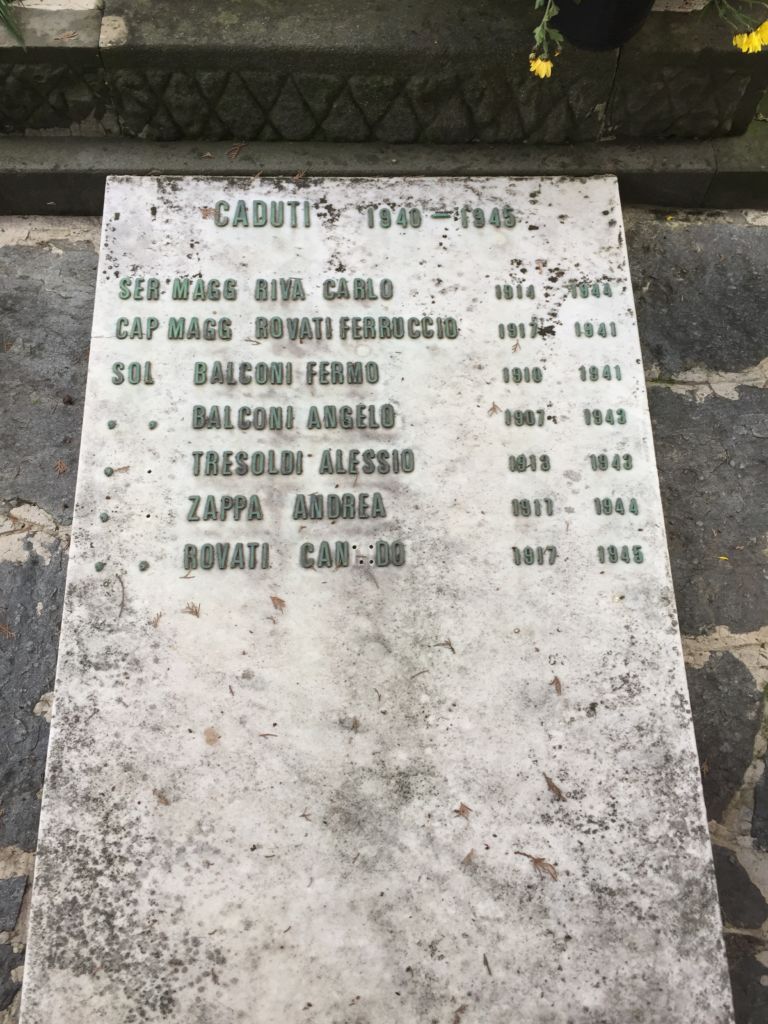 CADUTI 1940 — 1945
SER MAGG RIVA CARLO 1914 1944
CAP MAGG ROVATI FERRUCCIO 1917 1941
SOL BALCONI FERMO 1910 1941
. . BALCONI ANGELO 1907 1943
. . TRESOLDI ALESSIO 1913 1943
. ZAPPA ANDREA 1911 1944
. . ROVATI 1917 1945